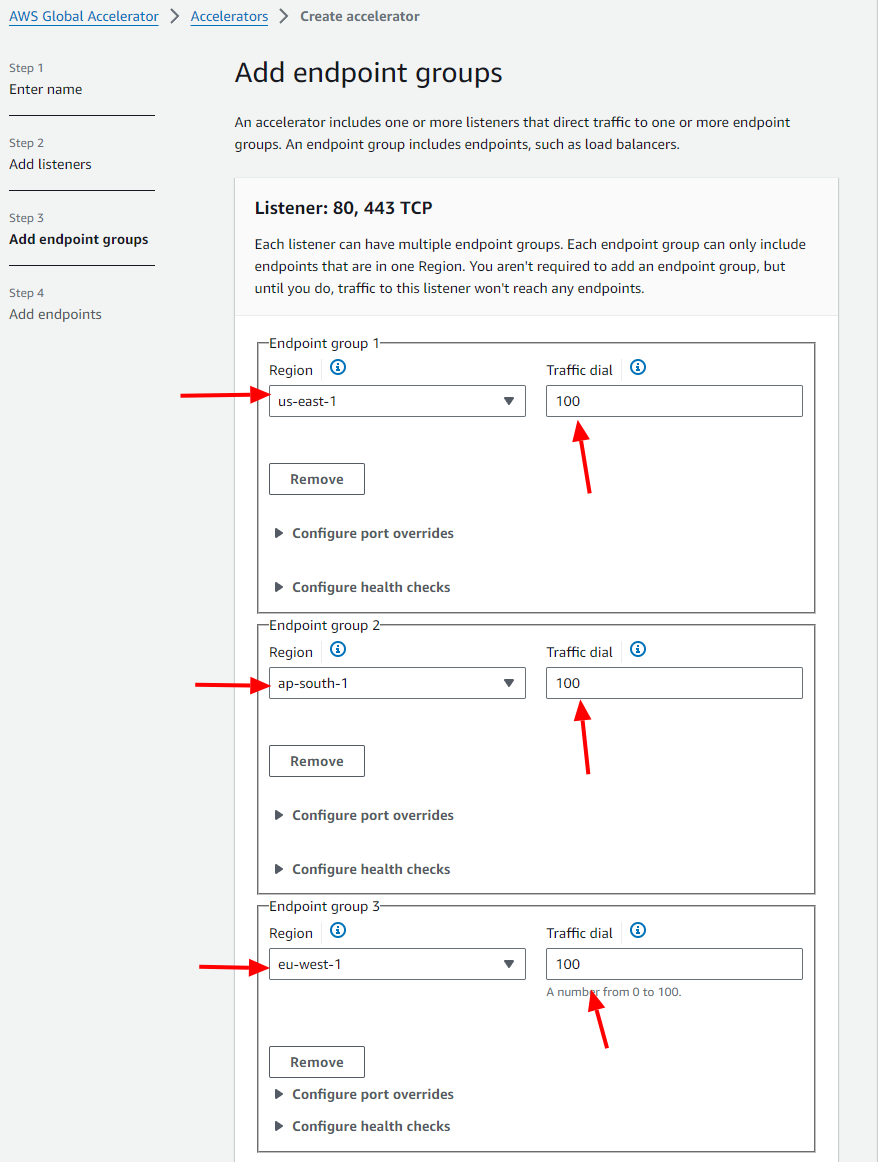 AWS Global Accelerator > Accelerators > Create accelerator
Step 1
Enter name
Step 2
Add listeners
Step 3
Add endpoint groups
Step 4
Add endpoints
Add endpoint groups
An accelerator includes one or more listeners that direct traffic to one or more endpoint
groups. An endpoint group includes endpoints, such as load balancers.
Listener: 80, 443 TCP
Each listener can have multiple endpoint groups. Each endpoint group can only include
endpoints that are in one Region. You aren't required to add an endpoint group, but
until you do, traffic to this listener won't reach any endpoints.
Endpoint group 1
Region Traffic dial
us-east-1 100
Remove
Configure port overrides
Configure health checks
Endpoint group 2
Region Traffic dial
ap-south-1 100
Remove
Configure port overrides
Configure health checks
Endpoint group 3
Region Traffic dial
eu-west-1 100
A number from 0 to 100.
Remove
Configure port overrides
Configure health checks